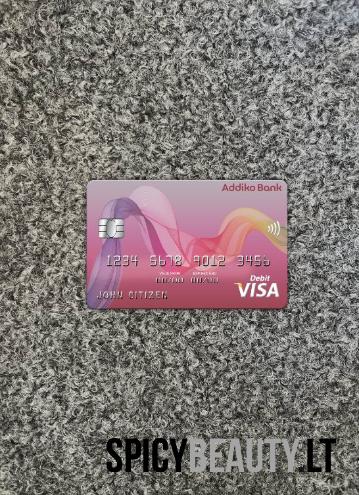 Addiko Bank
1234 5678 9012 3456
Debit
VISA
JOHN CITIZEN
SPICYBEAUTY.LT